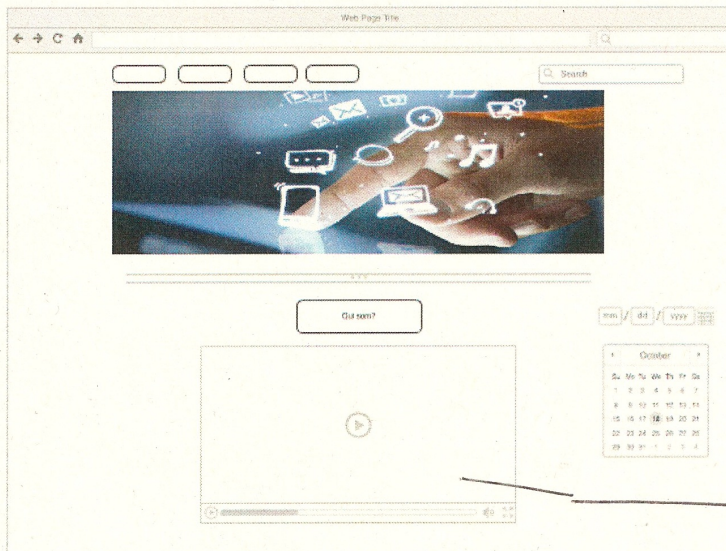 Web Page Title
Search
Qui som?
mm / dd / yyyy
October
Su Mo Tu We Th Fr Sa
1 2 3 4 5 6 7
8 9 10 11 12 13 14
15 16 17 18 19 20 21
22 23 24 25 26 27 28
29 30 31 1 2 3 4